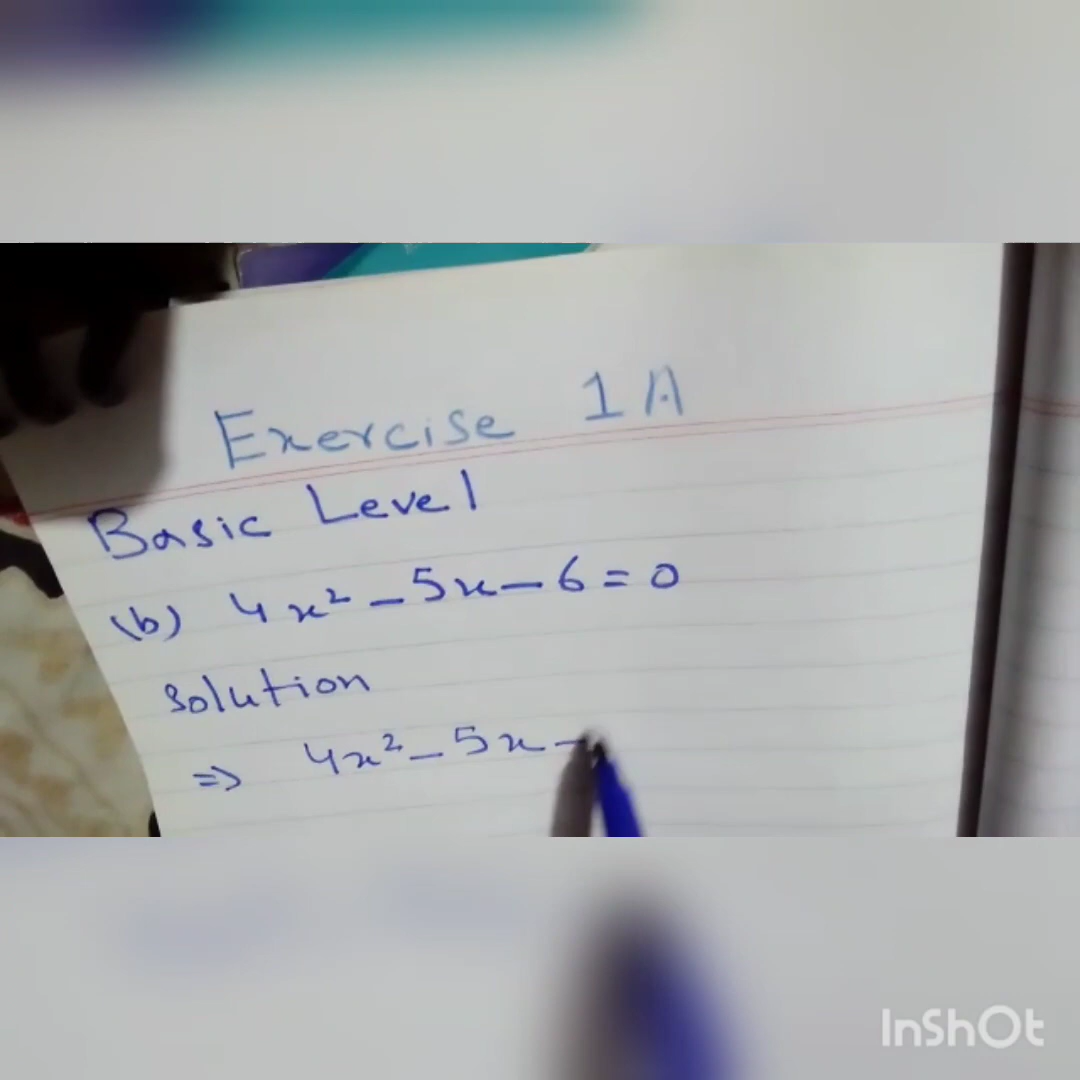 Exercise 1A
Basic Level
(b) 4x² - 5x - 6 = 0
Solution
=> 4x² - 5x -
InShOt